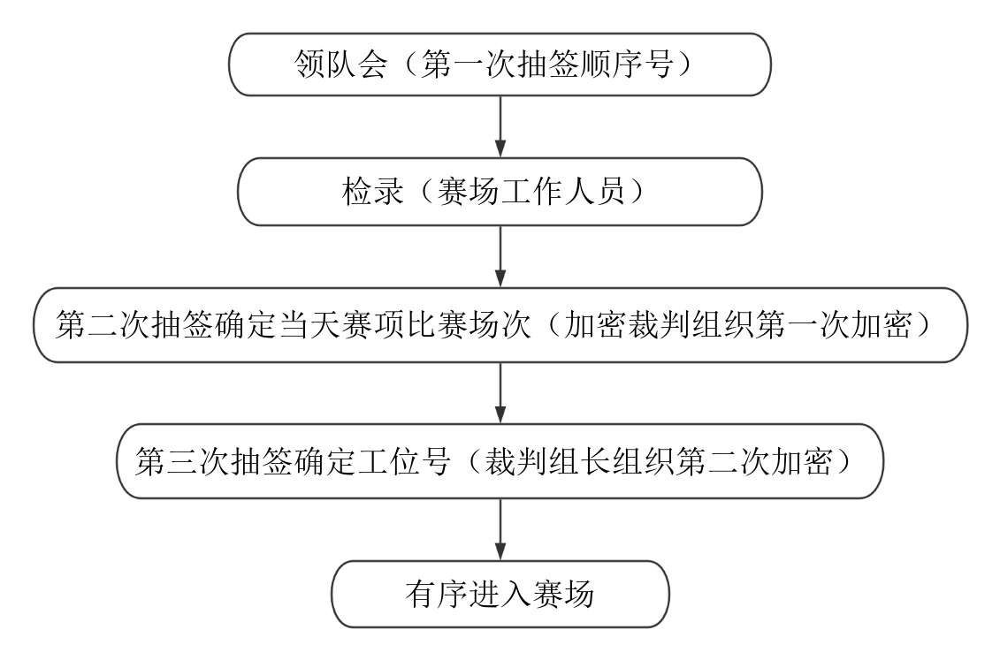 领队会（第一次抽签顺序号）
检录（赛场工作人员）
第二次抽签确定当天赛项比赛场次（加密裁判组织第一次加密）
第三次抽签确定工位号（裁判组长组织第二次加密）
有序进入赛场